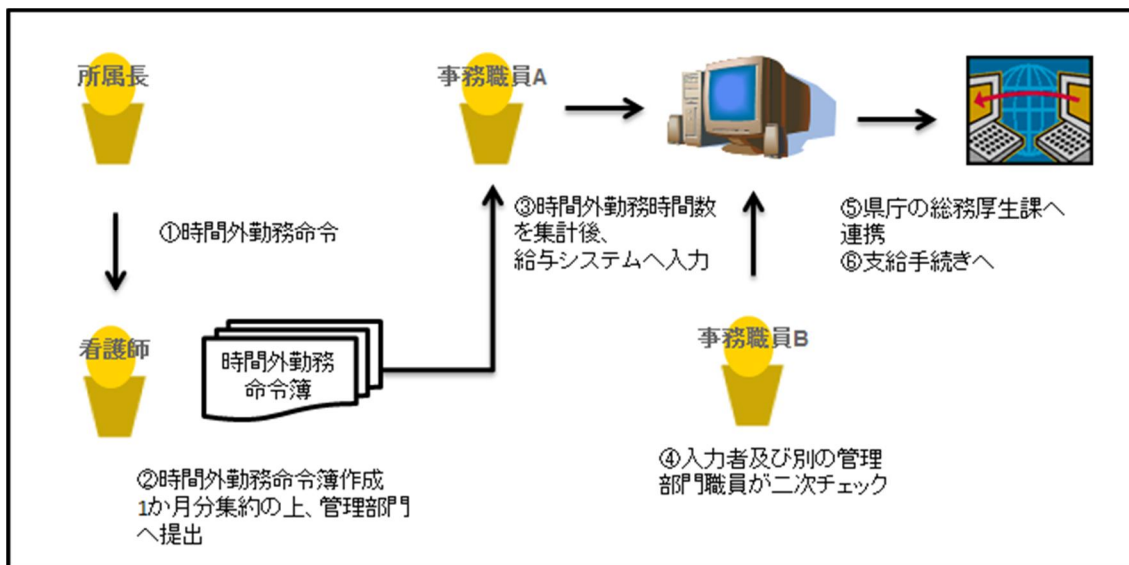 所属長
事務職員A
①時間外勤務命令
③時間外勤務時間数
を集計後、
給与システムへ入力
⑤県庁の総務厚生課へ
連携
⑥支給手続きへ
看護師
時間外勤務
命令簿
事務職員B
②時間外勤務命令簿作成
1か月分集約の上、管理部門
へ提出
④入力者及び別の管理
部門職員が二次チェック